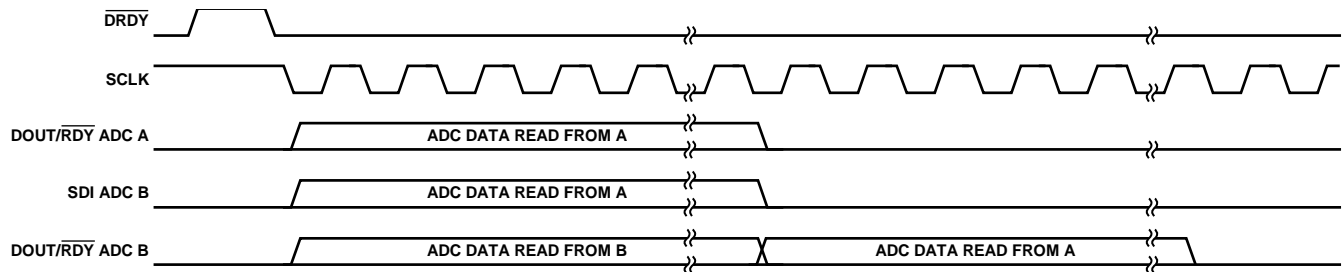 DRDY
SCLK
DOUT/RDY ADC A
ADC DATA READ FROM A
SDI ADC B
ADC DATA READ FROM A
DOUT/RDY ADC B
ADC DATA READ FROM B
ADC DATA READ FROM A